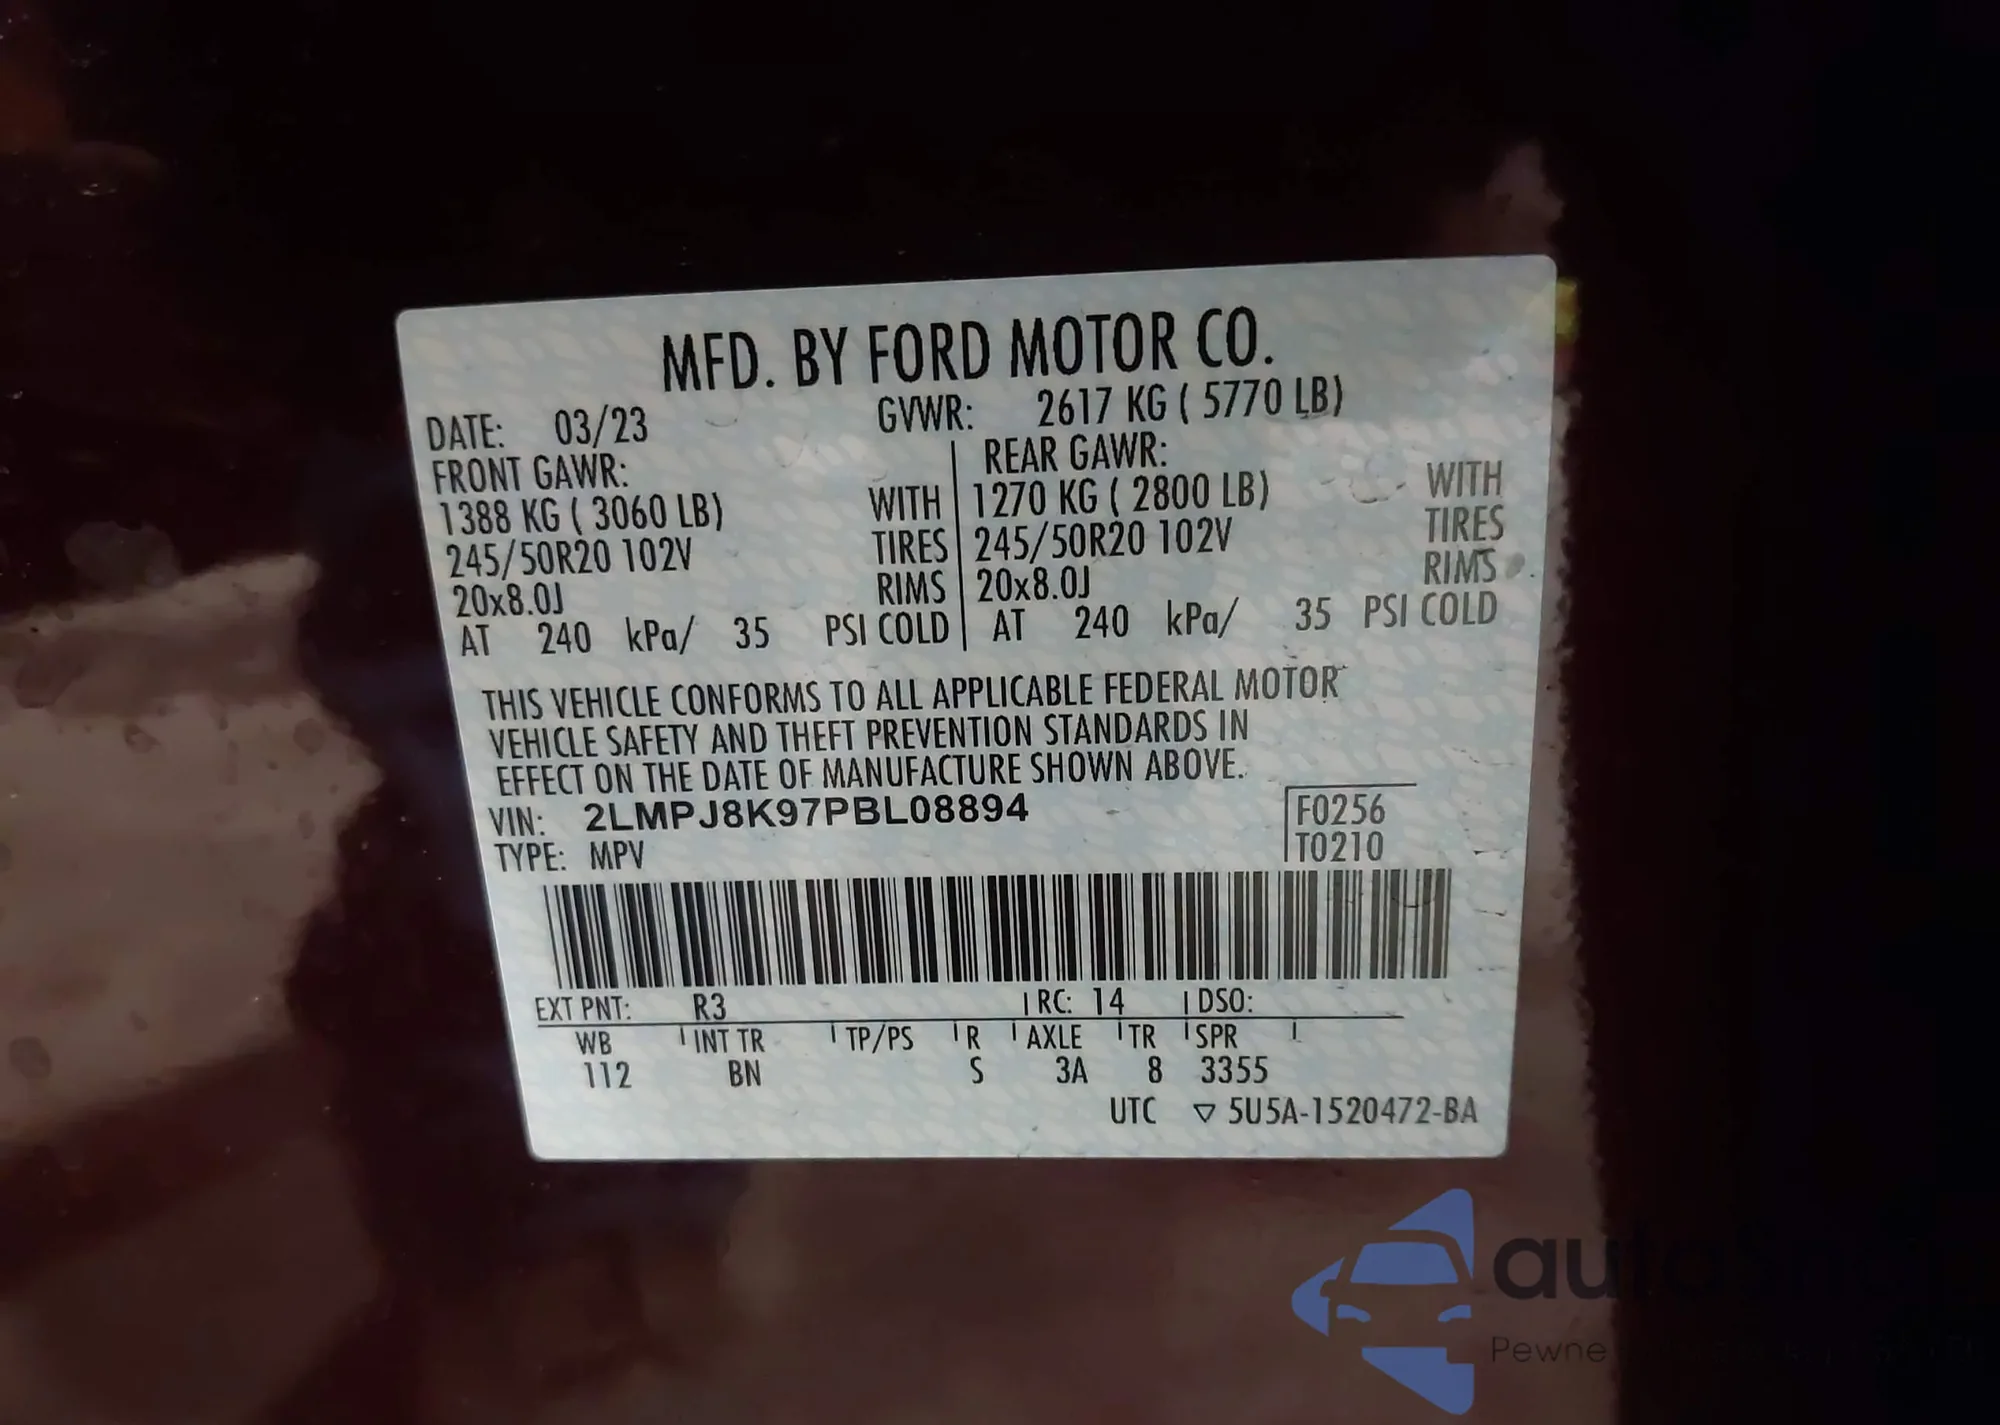 MFD. BY FORD MOTOR CO.
DATE: 03/23 GVWR: 2617 KG ( 5770 LB)
FRONT GAWR: REAR GAWR:
1388 KG ( 3060 LB) WITH 1270 KG ( 2800 LB) WITH
245/50R20 102V TIRES 245/50R20 102V TIRES
20x8.0J RIMS 20x8.0J RIMS
AT 240 kPa/ 35 PSI COLD AT 240 kPa/ 35 PSI COLD
THIS VEHICLE CONFORMS TO ALL APPLICABLE FEDERAL MOTOR
VEHICLE SAFETY AND THEFT PREVENTION STANDARDS IN
EFFECT ON THE DATE OF MANUFACTURE SHOWN ABOVE.
VIN: 2LMPJ8K97PBL08894 F0256
TYPE: MPV T0210
EXT PNT: R3 RC: 14 DSO:
WB INT TR TP/PS R AXLE TR SPR
112 BN S 3A 8 3355
UTC ▽ 5U5A-1520472-BA
autoshop
Pewne